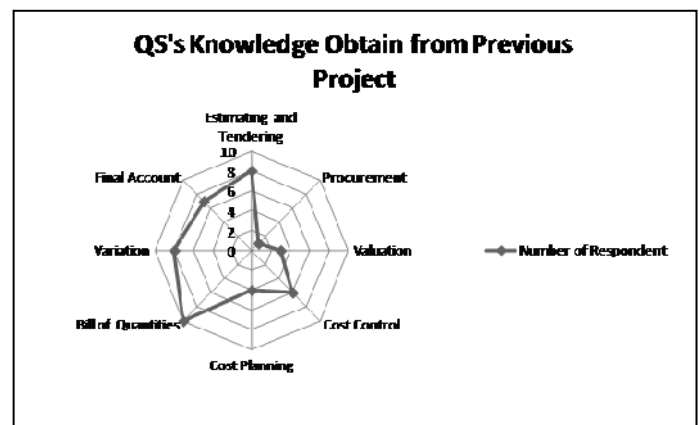 QS's Knowledge Obtain from Previous
Project
Estimating and
Tendering
10
8
6
4
2
0
Procurement
Valuation
Cost Control
Cost Planning
Bill of Quantities
Variation
Final Account
Number of Respondent